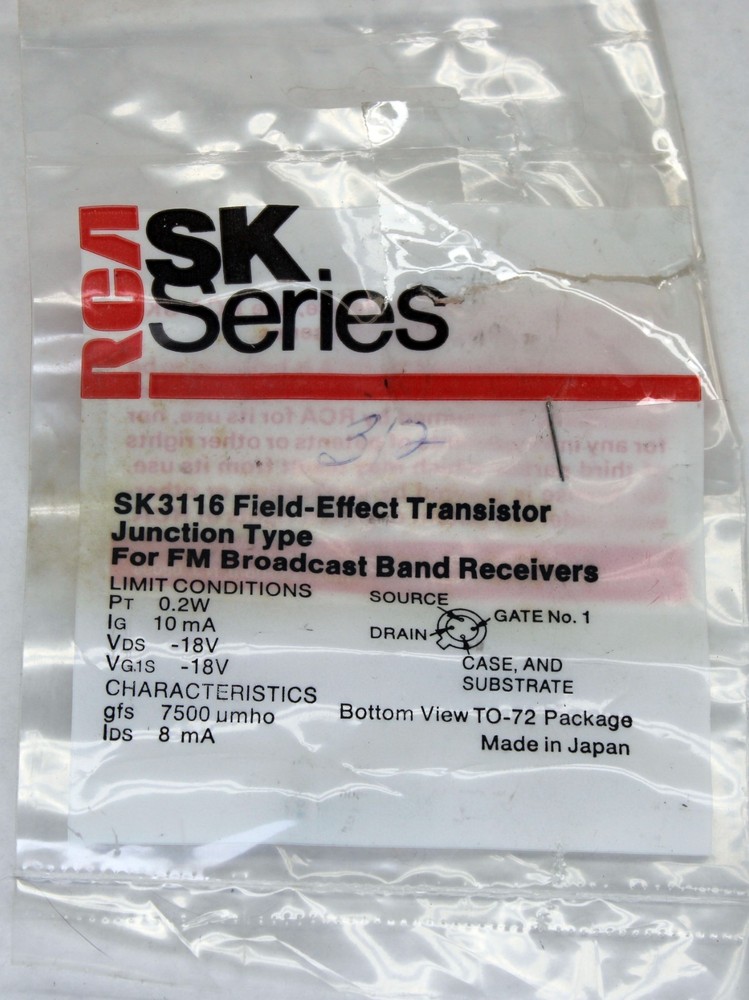 RCA
SK
Series
37
SK3116 Field-Effect Transistor
Junction Type
For FM Broadcast Band Receivers
LIMIT CONDITIONS
PT 0.2W
IG 10 mA
VDS -18V
VG1S -18V
CHARACTERISTICS
gfs 7500 µmho
IDS 8 mA
SOURCE
GATE No. 1
DRAIN
CASE, AND
SUBSTRATE
Bottom View TO-72 Package
Made in Japan